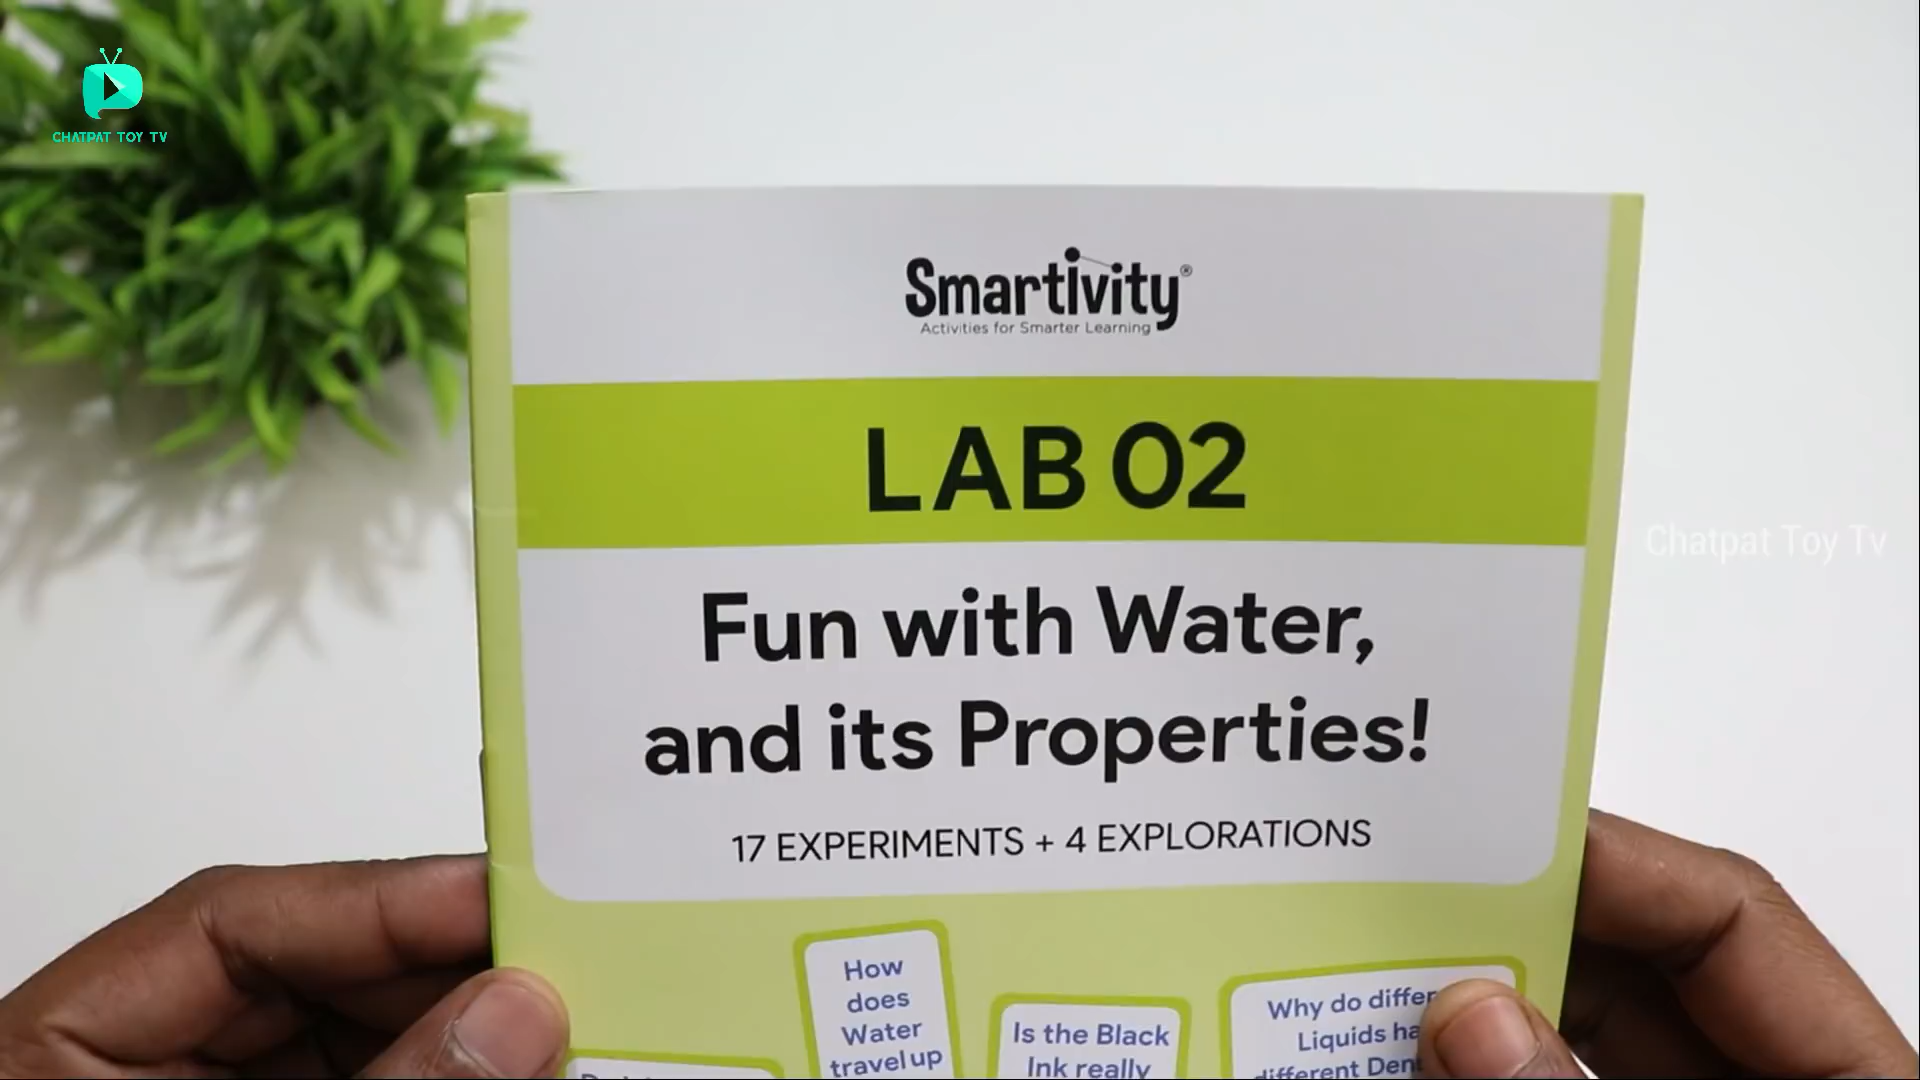 CHATPAT TOY TV
Smartivity®
Activities for Smarter Learning
LAB 02
Fun with Water,
and its Properties!
17 EXPERIMENTS + 4 EXPLORATIONS
Chatpat Toy Tv
How
does
Water
travel up
Is the Black
Ink really
Why do
Liquids
different